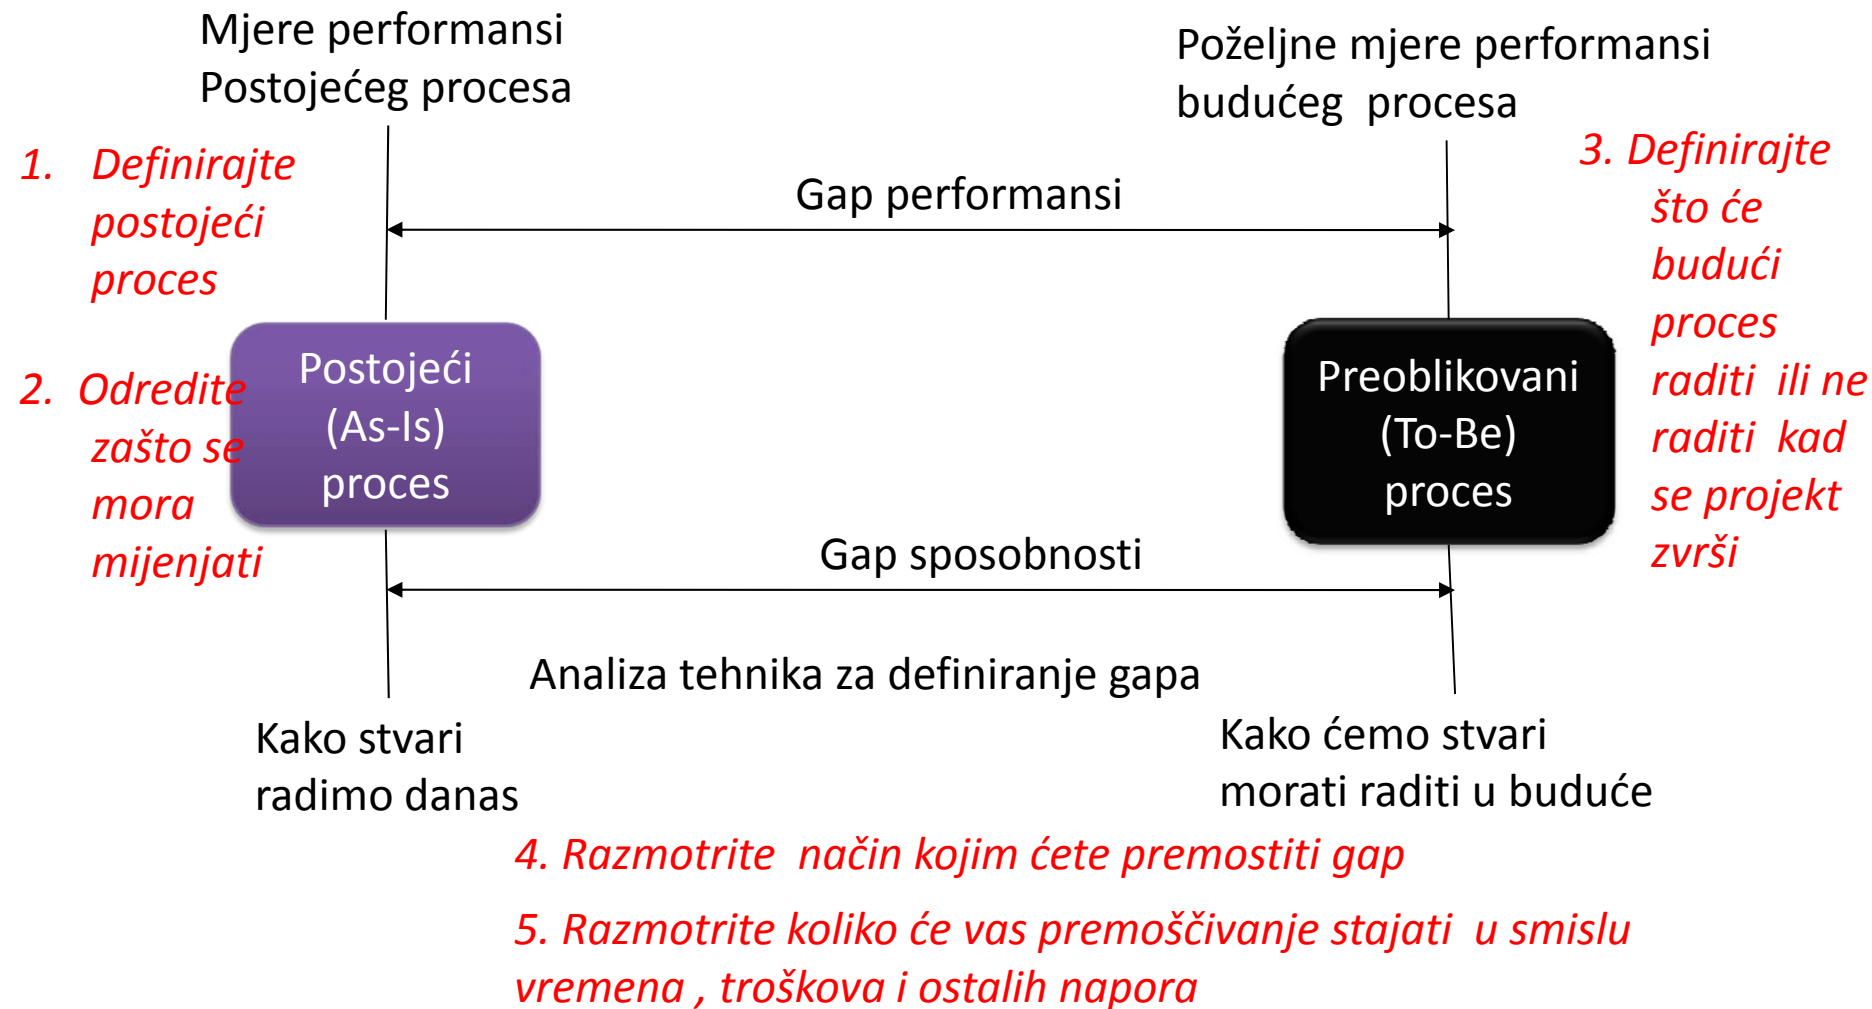 Mjere performansi
Postojećeg procesa
Poželjne mjere performansi
budućeg procesa
1. Definirajte
postojeći
proces
Gap performansi
3. Definirajte
što će
budući
proces
raditi ili ne
raditi kad
se projekt
zvrši
2. Odredite
zašto se
mora
mijenjati
Postojeći
(As-Is)
proces
Preoblikovani
(To-Be)
proces
Gap sposobnosti
Analiza tehnika za definiranje gapa
Kako stvari
radimo danas
Kako ćemo stvari
morati raditi u buduće
4. Razmotrite način kojim ćete premostiti gap
5. Razmotrite koliko će vas premoščivanje stajati u smislu
vremena , troškova i ostalih napora